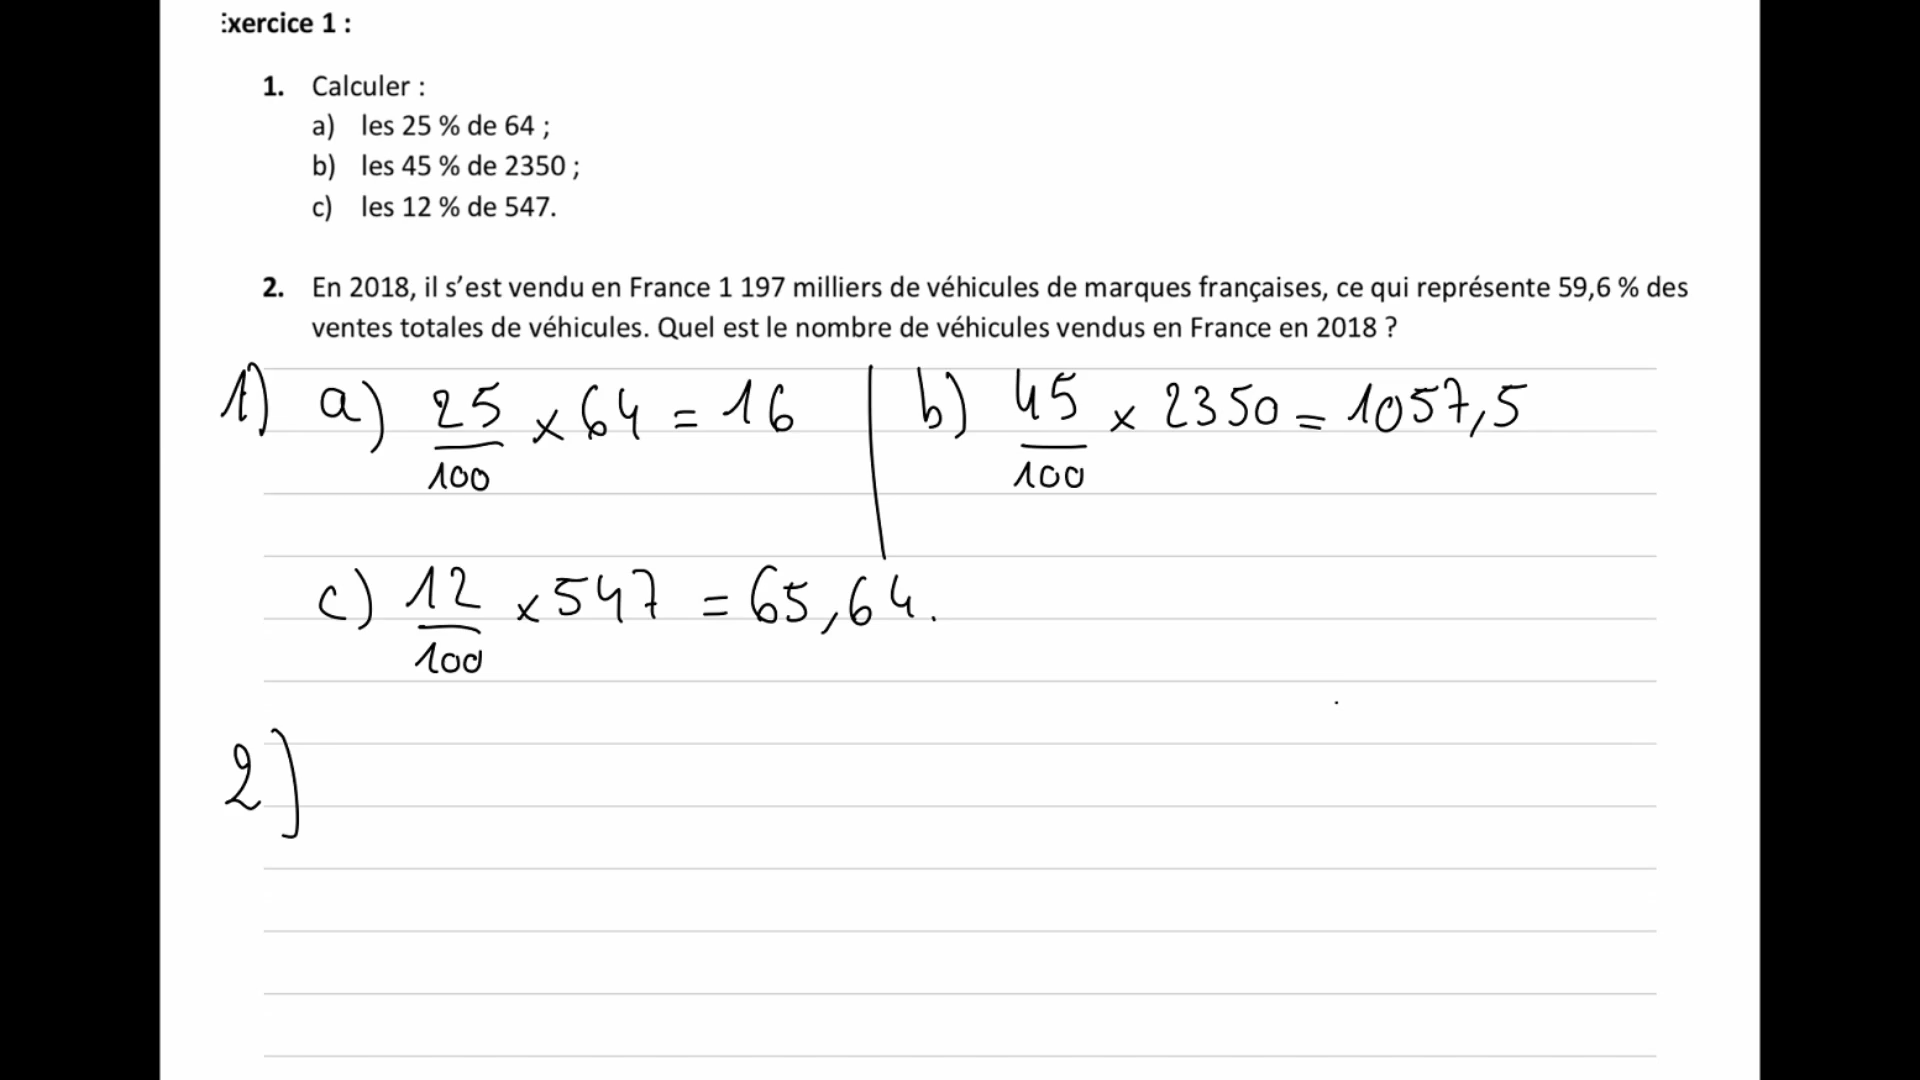 Exercice 1 :
1. Calculer :
a) les 25 % de 64 ;
b) les 45 % de 2350 ;
c) les 12 % de 547.
2. En 2018, il s’est vendu en France 1 197 milliers de véhicules de marques françaises, ce qui représente 59,6 % des
ventes totales de véhicules. Quel est le nombre de véhicules vendus en France en 2018 ?
1) a) 25/100 × 64 = 16 | b) 45/100 × 2350 = 1057,5
c) 12/100 × 547 = 65,64.
2)